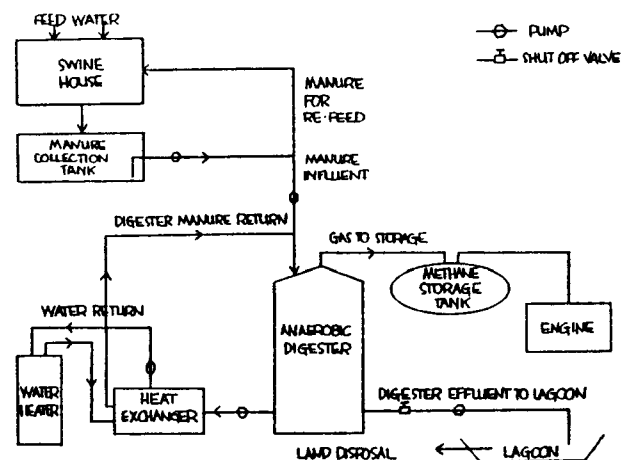 FEED WATER
PUMP
SHUT OFF VALVE
SWINE
HOUSE
MANURE
FOR
RE-FEED
MANURE
COLLECTION
TANK
MANURE
INFLUENT
DIGESTER MANURE RETURN
GAS TO STORAGE
METHANE
STORAGE
TANK
WATER RETURN
ANAEROBIC
DIGESTER
ENGINE
WATER
HEATER
HEAT
EXCHANGER
DIGESTER EFFLUENT TO LAGOON
LAND DISPOSAL
LAGOON